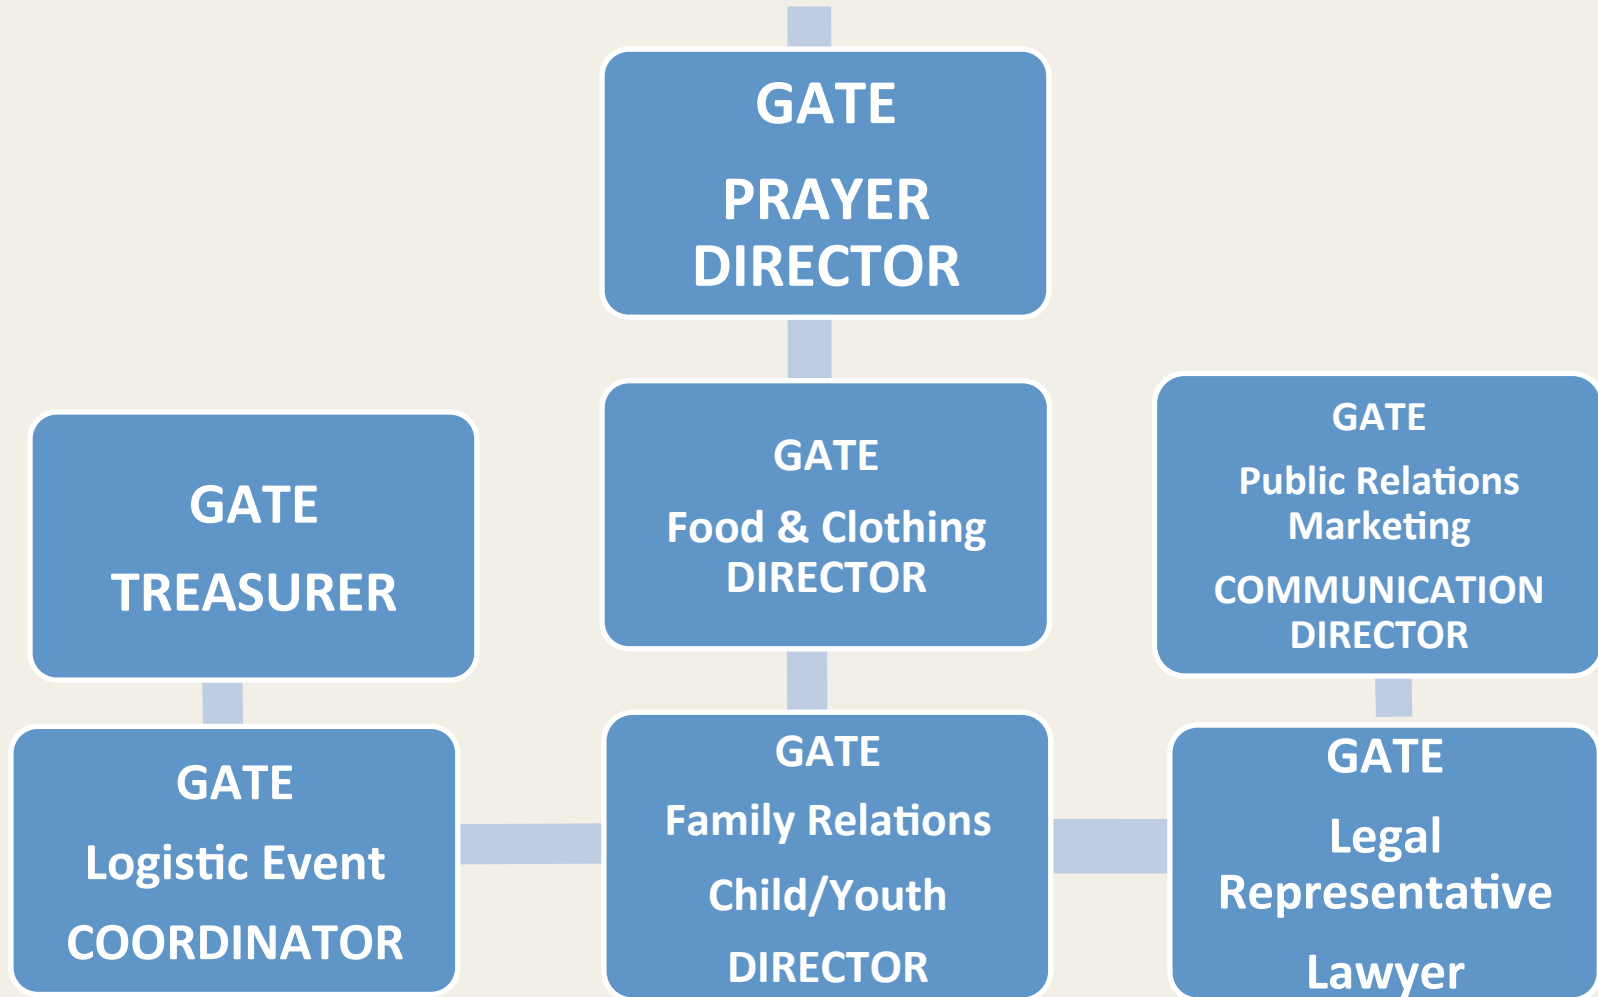 GATE
PRAYER
DIRECTOR
GATE
TREASURER
GATE
Food & Clothing
DIRECTOR
GATE
Public Relations
Marketing
COMMUNICATION
DIRECTOR
GATE
Logistic Event
COORDINATOR
GATE
Family Relations
Child/Youth
DIRECTOR
GATE
Legal
Representative
Lawyer